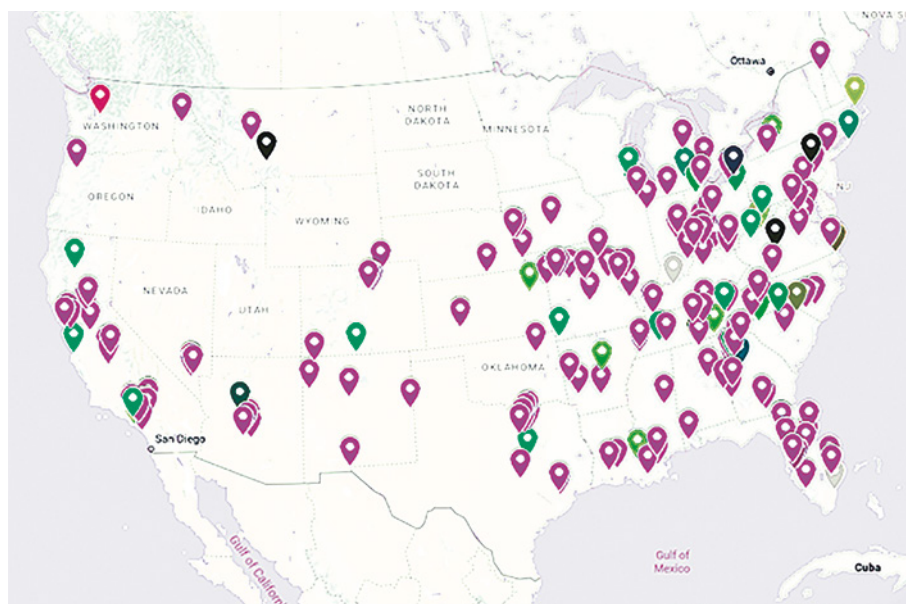 NOVA S
Ottawa
WASHINGTON
NORTH
DAKOTA
MINNESOTA
SOUTH
DAKOTA
OREGON
IDAHO
WYOMING
NJ
NEVADA
UTAH
OKLAHOMA
San Diego
Gulf of California
Gulf of
Mexico
Cuba